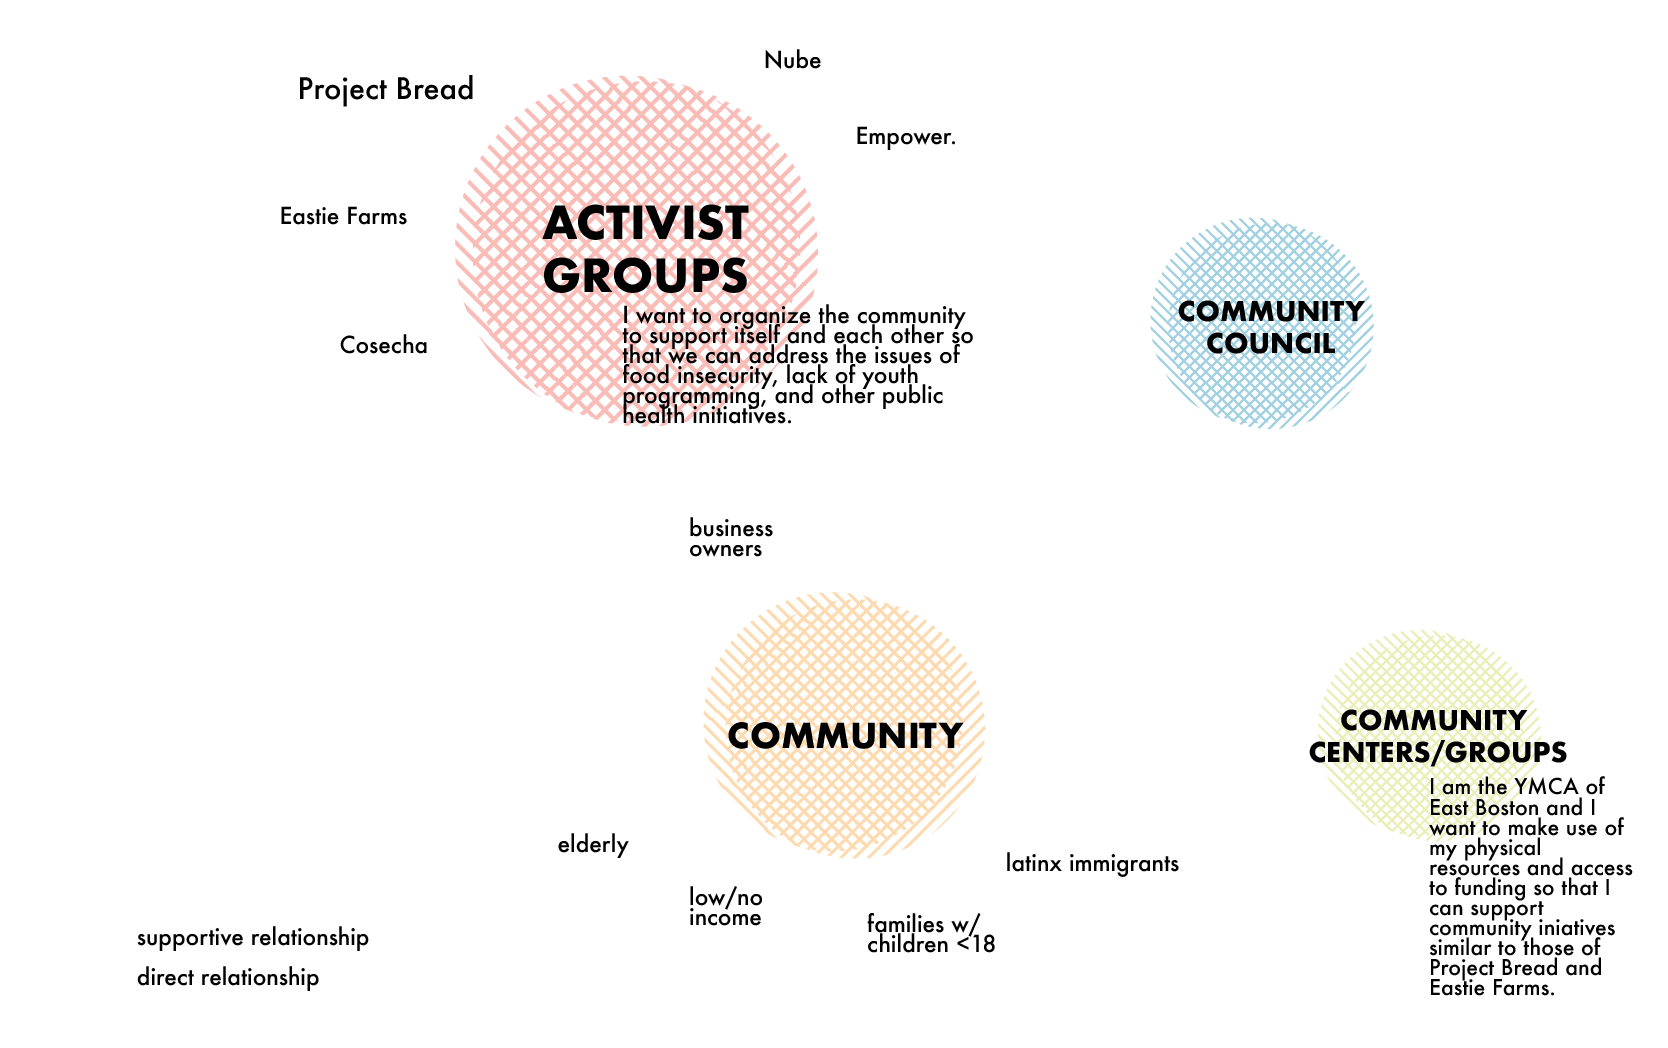 Nube
Project Bread
Empower.
Eastie Farms
ACTIVIST
GROUPS
I want to organize the community
to support itself and each other so
that we can address the issues of
food insecurity, lack of youth
programming, and other public
health initiatives.
Cosecha
COMMUNITY
COUNCIL
business
owners
COMMUNITY
elderly
low/no
income
families w/
children <18
latinx immigrants
COMMUNITY
CENTERS/GROUPS
I am the YMCA of
East Boston and I
want to make use of
my physical
resources and access
to funding so that I
can support
community iniatives
similar to those of
Project Bread and
Eastie Farms.
supportive relationship
direct relationship